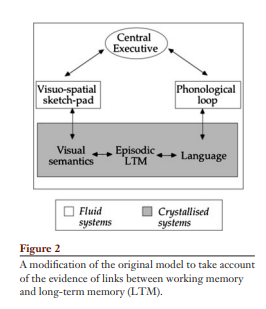 Central
Executive
Visuo-spatial
sketch-pad
Phonological
loop
Visual
semantics
Episodic
LTM
Language
Fluid
systems
Crystallised
systems
Figure 2
A modification of the original model to take account
of the evidence of links between working memory
and long-term memory (LTM).